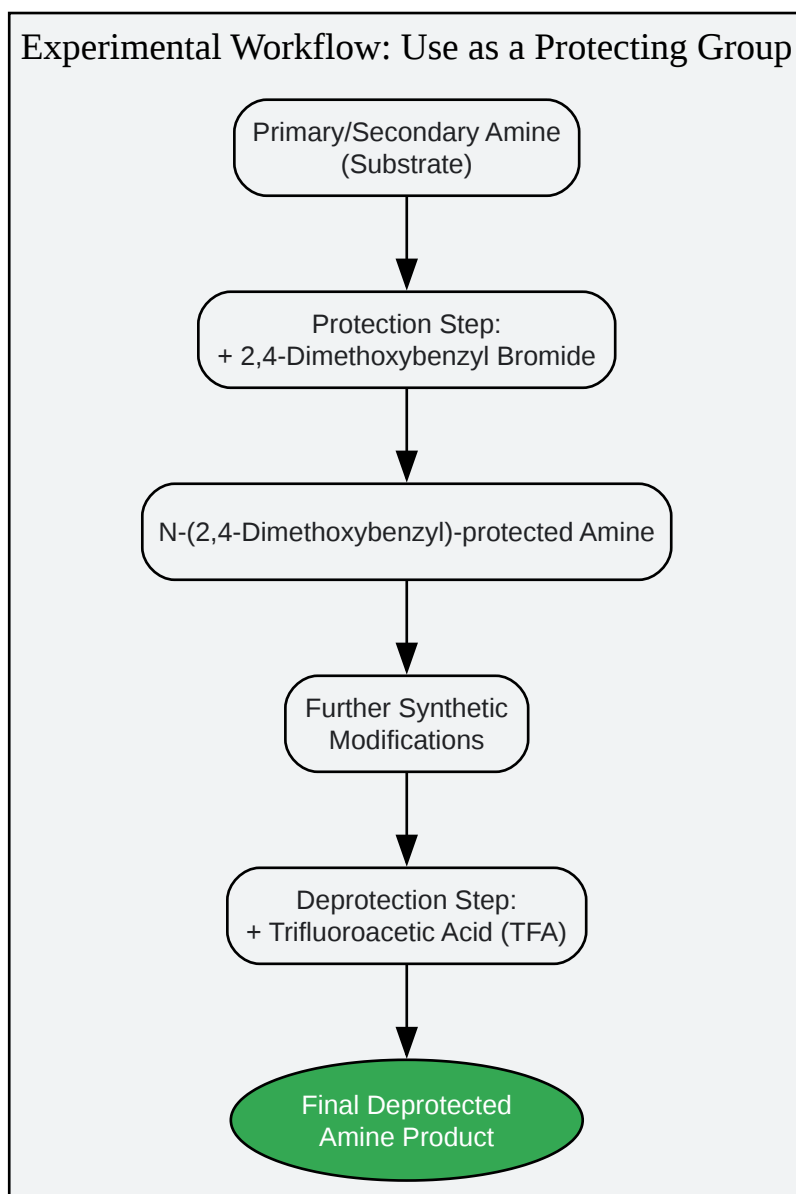 Experimental Workflow: Use as a Protecting Group
Primary/Secondary Amine
(Substrate)
Protection Step:
+ 2,4-Dimethoxybenzyl Bromide
N-(2,4-Dimethoxybenzyl)-protected Amine
Further Synthetic
Modifications
Deprotection Step:
+ Trifluoroacetic Acid (TFA)
Final Deprotected
Amine Product